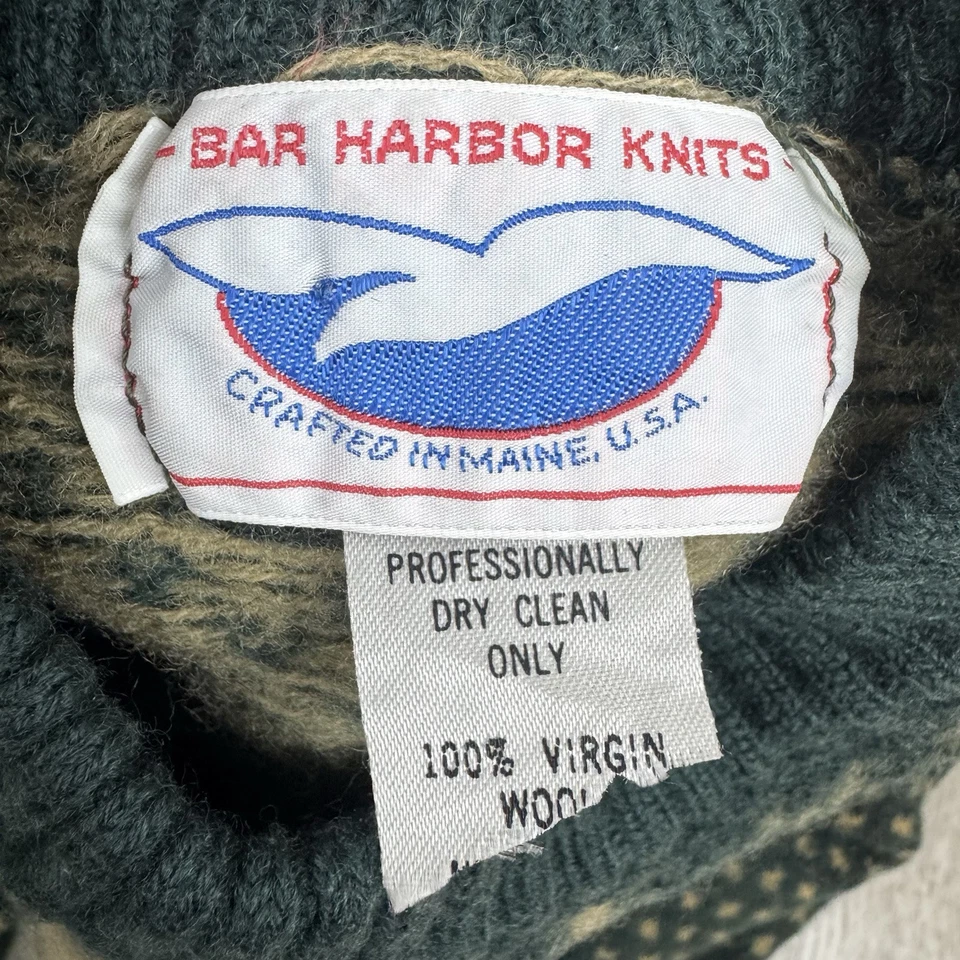 BAR HARBOR KNITS
CRAFTED IN MAINE, U.S.A.
PROFESSIONALLY
DRY CLEAN
ONLY
100% VIRGIN
WOOL